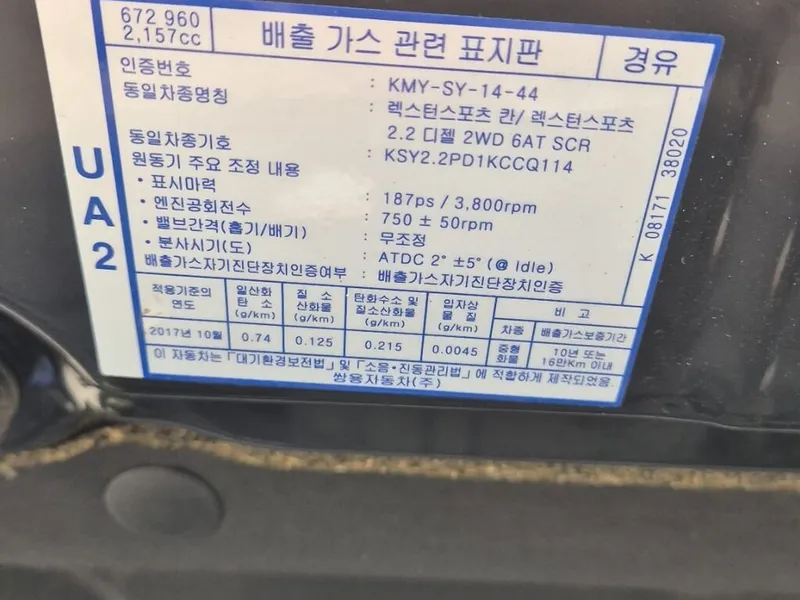 672 960
2,157cc
배출 가스 관련 표지판
경유
인증번호 : KMY-SY-14-44
동일차종명칭 : 렉스턴스포츠 칸/ 렉스턴스포츠
2.2 디젤 2WD 6AT SCR
동일차종기호 : KSY2.2PD1KCCQ114
원동기 주요 조정 내용
• 표시마력 : 187ps / 3,800rpm
• 엔진공회전수 : 750 ± 50rpm
• 밸브간격(흡기/배기) : 무조정
• 분사시기(도) : ATDC 2° ±5° (@ Idle)
배출가스자기진단장치인증여부 : 배출가스자기진단장치인증
UA2
K 08171 38020
적용기준의 연도
일산화 탄소 (g/km)
질소 산화물 (g/km)
탄화수소 및 질소산화물 (g/km)
입자상 물질 (g/km)
비고
차종 배출가스보증기간
2017년 10월 0.74 0.125 0.215 0.0045
중형 화물
10년 또는 16만Km 이내
이 자동차는 「대기환경보전법」 및 「소음·진동관리법」에 적합하게 제작되었음
쌍용자동차(주)